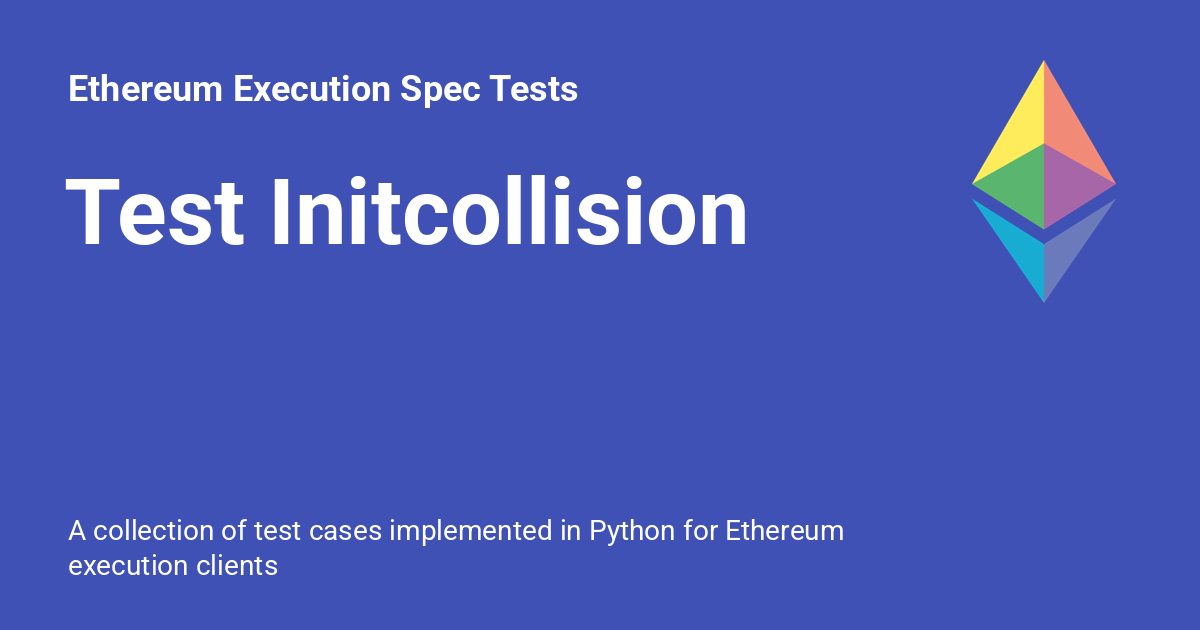 Ethereum Execution Spec Tests
Test Initcollision
A collection of test cases implemented in Python for Ethereum
execution clients